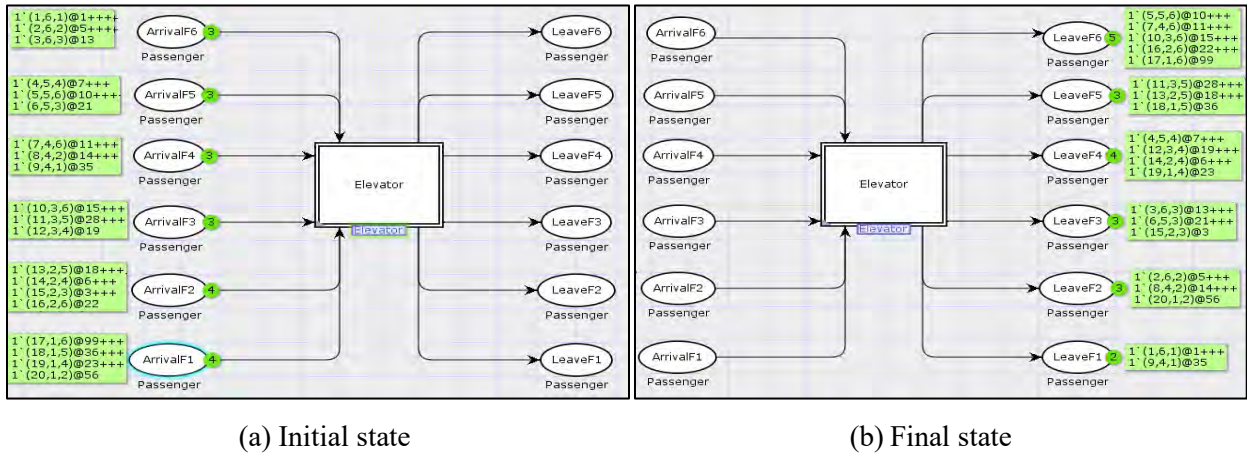 1`(1,6,1)@1+++
1`(2,6,2)@5++++
1`(3,6,3)@13
ArrivalF6
3
Passenger
LeaveF6
Passenger
1`(4,5,4)@7+++
1`(5,5,6)@10+++
1`(6,5,3)@21
ArrivalF5
3
Passenger
LeaveF5
Passenger
1`(7,4,6)@11+++
1`(8,4,2)@14+++
1`(9,4,1)@35
ArrivalF4
3
Passenger
Elevator
Elevator
LeaveF4
Passenger
1`(10,3,6)@15+++
1`(11,3,5)@28+++
1`(12,3,4)@19
ArrivalF3
3
Passenger
LeaveF3
Passenger
1`(13,2,5)@18+++
1`(14,2,4)@6+++
1`(15,2,3)@3+++
1`(16,2,6)@22
ArrivalF2
4
Passenger
LeaveF2
Passenger
1`(17,1,6)@99+++
1`(18,1,5)@36+++
1`(19,1,4)@23+++
1`(20,1,2)@56
ArrivalF1
4
Passenger
LeaveF1
Passenger
(a) Initial state
ArrivalF6
Passenger
LeaveF6
5
Passenger
1`(5,5,6)@10+++
1`(7,4,6)@11+++
1`(10,3,6)@15+++
1`(16,2,6)@22+++
1`(17,1,6)@99
ArrivalF5
Passenger
LeaveF5
3
Passenger
1`(11,3,5)@28+++
1`(13,2,5)@18+++
1`(18,1,5)@36
ArrivalF4
Passenger
Elevator
Elevator
LeaveF4
4
Passenger
1`(4,5,4)@7+++
1`(12,3,4)@19+++
1`(14,2,4)@6+++
1`(19,1,4)@23
ArrivalF3
Passenger
LeaveF3
3
Passenger
1`(3,6,3)@13+++
1`(6,5,3)@21+++
1`(15,2,3)@3
ArrivalF2
Passenger
LeaveF2
3
Passenger
1`(2,6,2)@5+++
1`(8,4,2)@14+++
1`(20,1,2)@56
ArrivalF1
Passenger
LeaveF1
2
Passenger
1`(1,6,1)@1+++
1`(9,4,1)@35
(b) Final state